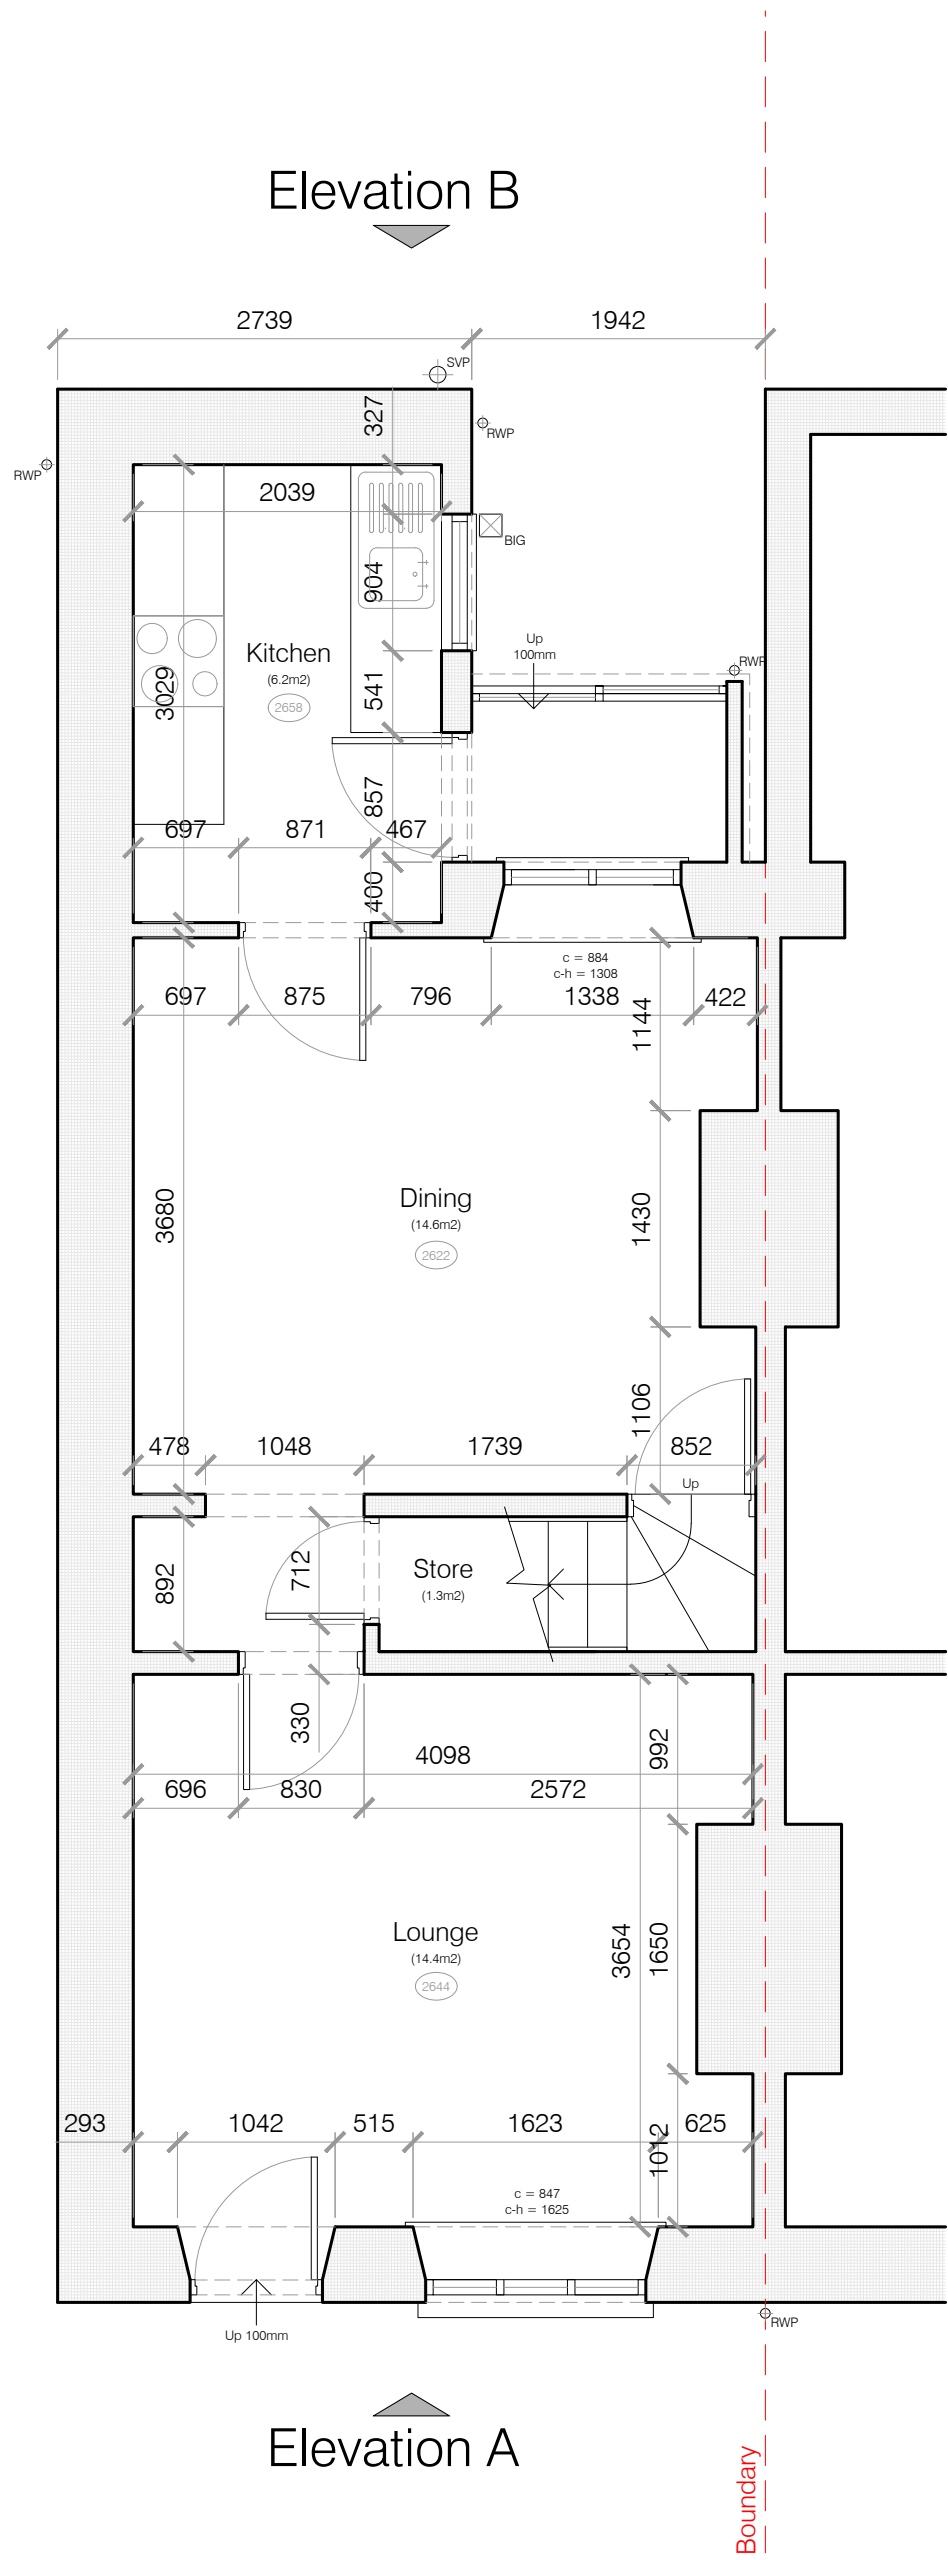 Elevation B
2739
1942
SVP
327
RWP
RWP
2039
BIG
904
Up
100mm
Kitchen
(6.2m2)
2658
RWP
3029
541
857
697
871
467
400
c = 884
c-h = 1308
697
875
796
1338
422
1144
Dining
(14.6m2)
2622
3680
1430
1106
478
1048
1739
852
Up
892
712
Store
(1.3m2)
330
992
4098
696
830
2572
Lounge
(14.4m2)
2644
3654
1650
293
1042
515
1623
1012
625
c = 847
c-h = 1625
RWP
Up 100mm
Elevation A
Boundary